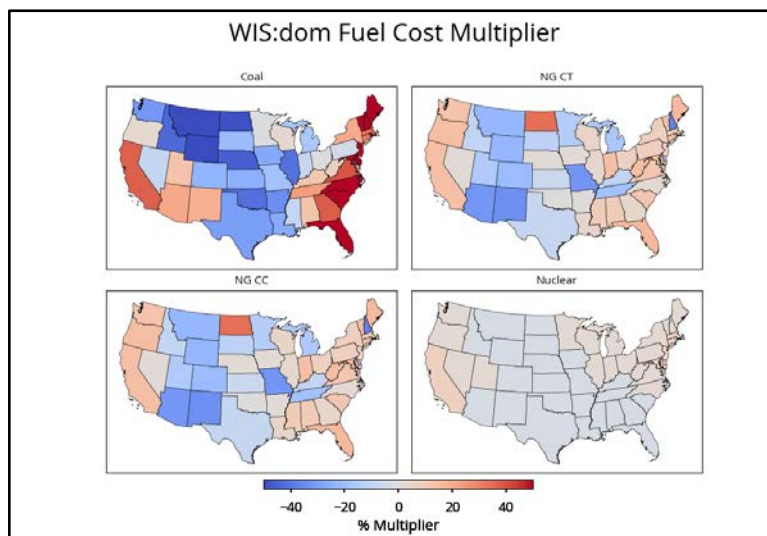 WIS:dom Fuel Cost Multiplier
Coal
NG CT
NG CC
Nuclear
−40 −20 0 20 40
% Multiplier